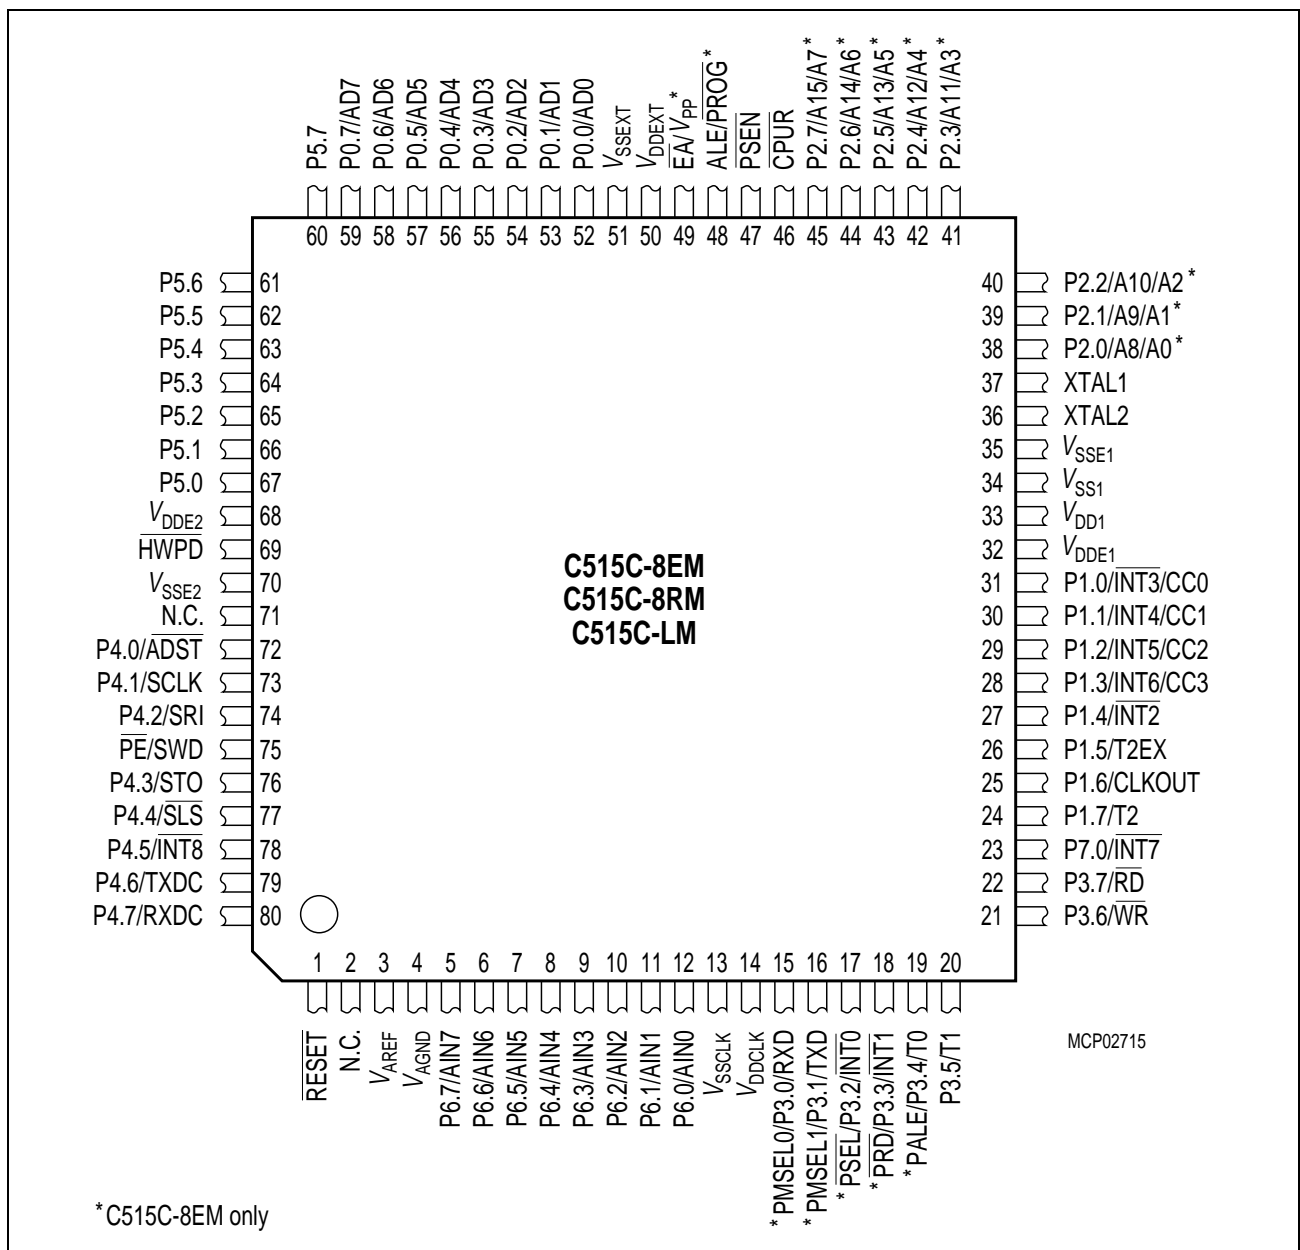 P5.7
P0.7/AD7
P0.6/AD6
P0.5/AD5
P0.4/AD4
P0.3/AD3
P0.2/AD2
P0.1/AD1
P0.0/AD0
VSSEXT
VDDEXT
EA/VPP*
ALE/PROG*
PSEN
CPUR
P2.7/A15/A7*
P2.6/A14/A6*
P2.5/A13/A5*
P2.4/A12/A4*
P2.3/A11/A3*
60 59 58 57 56 55 54 53 52 51 50 49 48 47 46 45 44 43 42 41
P5.6 61
P5.5 62
P5.4 63
P5.3 64
P5.2 65
P5.1 66
P5.0 67
VDDE2 68
HWPD 69
VSSE2 70
N.C. 71
P4.0/ADST 72
P4.1/SCLK 73
P4.2/SRI 74
PE/SWD 75
P4.3/STO 76
P4.4/SLS 77
P4.5/INT8 78
P4.6/TXDC 79
P4.7/RXDC 80
C515C-8EM
C515C-8RM
C515C-LM
40 P2.2/A10/A2*
39 P2.1/A9/A1*
38 P2.0/A8/A0*
37 XTAL1
36 XTAL2
35 VSSE1
34 VSS1
33 VDD1
32 VDDE1
31 P1.0/INT3/CC0
30 P1.1/INT4/CC1
29 P1.2/INT5/CC2
28 P1.3/INT6/CC3
27 P1.4/INT2
26 P1.5/T2EX
25 P1.6/CLKOUT
24 P1.7/T2
23 P7.0/INT7
22 P3.7/RD
21 P3.6/WR
1 2 3 4 5 6 7 8 9 10 11 12 13 14 15 16 17 18 19 20
RESET
N.C.
VAREF
VAGND
P6.7/AIN7
P6.6/AIN6
P6.5/AIN5
P6.4/AIN4
P6.3/AIN3
P6.2/AIN2
P6.1/AIN1
P6.0/AIN0
VSSCLK
VDDCLK
*PMSEL0/P3.0/RXD
*PMSEL1/P3.1/TXD
*PSEL/P3.2/INT0
*PRD/P3.3/INT1
*PALE/P3.4/T0
P3.5/T1
MCP02715
*C515C-8EM only